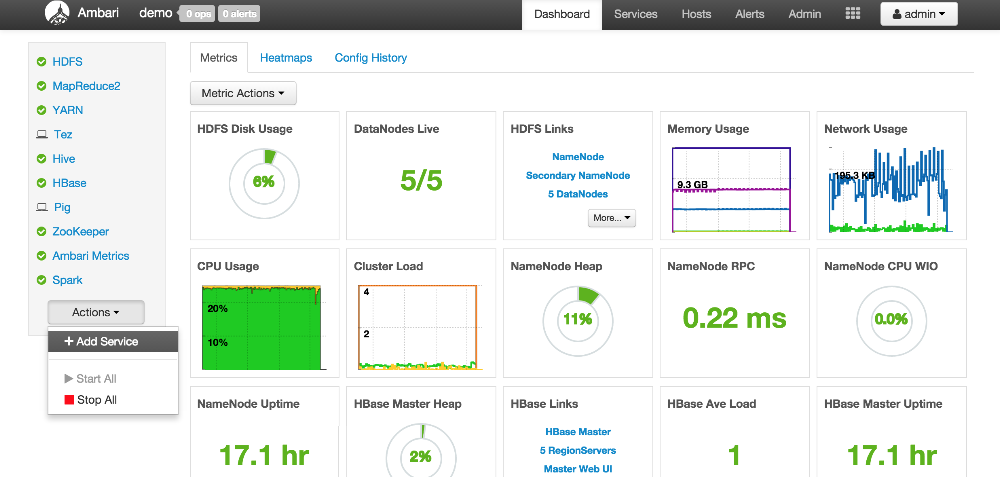 Ambari demo 0 ops 0 alerts Dashboard Services Hosts Alerts Admin admin
HDFS
MapReduce2
YARN
Tez
Hive
HBase
Pig
ZooKeeper
Ambari Metrics
Spark
Actions
Add Service
Start All
Stop All
Metrics Heatmaps Config History
Metric Actions
HDFS Disk Usage
6%
DataNodes Live
5/5
HDFS Links
NameNode
Secondary NameNode
5 DataNodes
More...
Memory Usage
9.3 GB
Network Usage
195.3 KB
CPU Usage
20%
10%
Cluster Load
4
2
NameNode Heap
11%
NameNode RPC
0.22 ms
NameNode CPU WIO
0.0%
NameNode Uptime
17.1 hr
HBase Master Heap
2%
HBase Links
HBase Master
5 RegionServers
Master Web UI
HBase Ave Load
1
HBase Master Uptime
17.1 hr